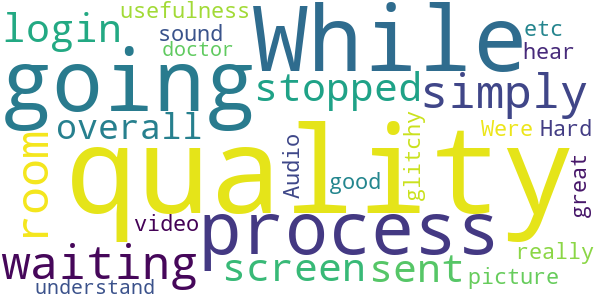 usefulness
While
etc
login
sound
hear
doctor
going
stopped
simply
overall
Were
Hard
quality
room
Audio
glitchy
great
good
video
process
waiting
screen
sent
really
picture
understand